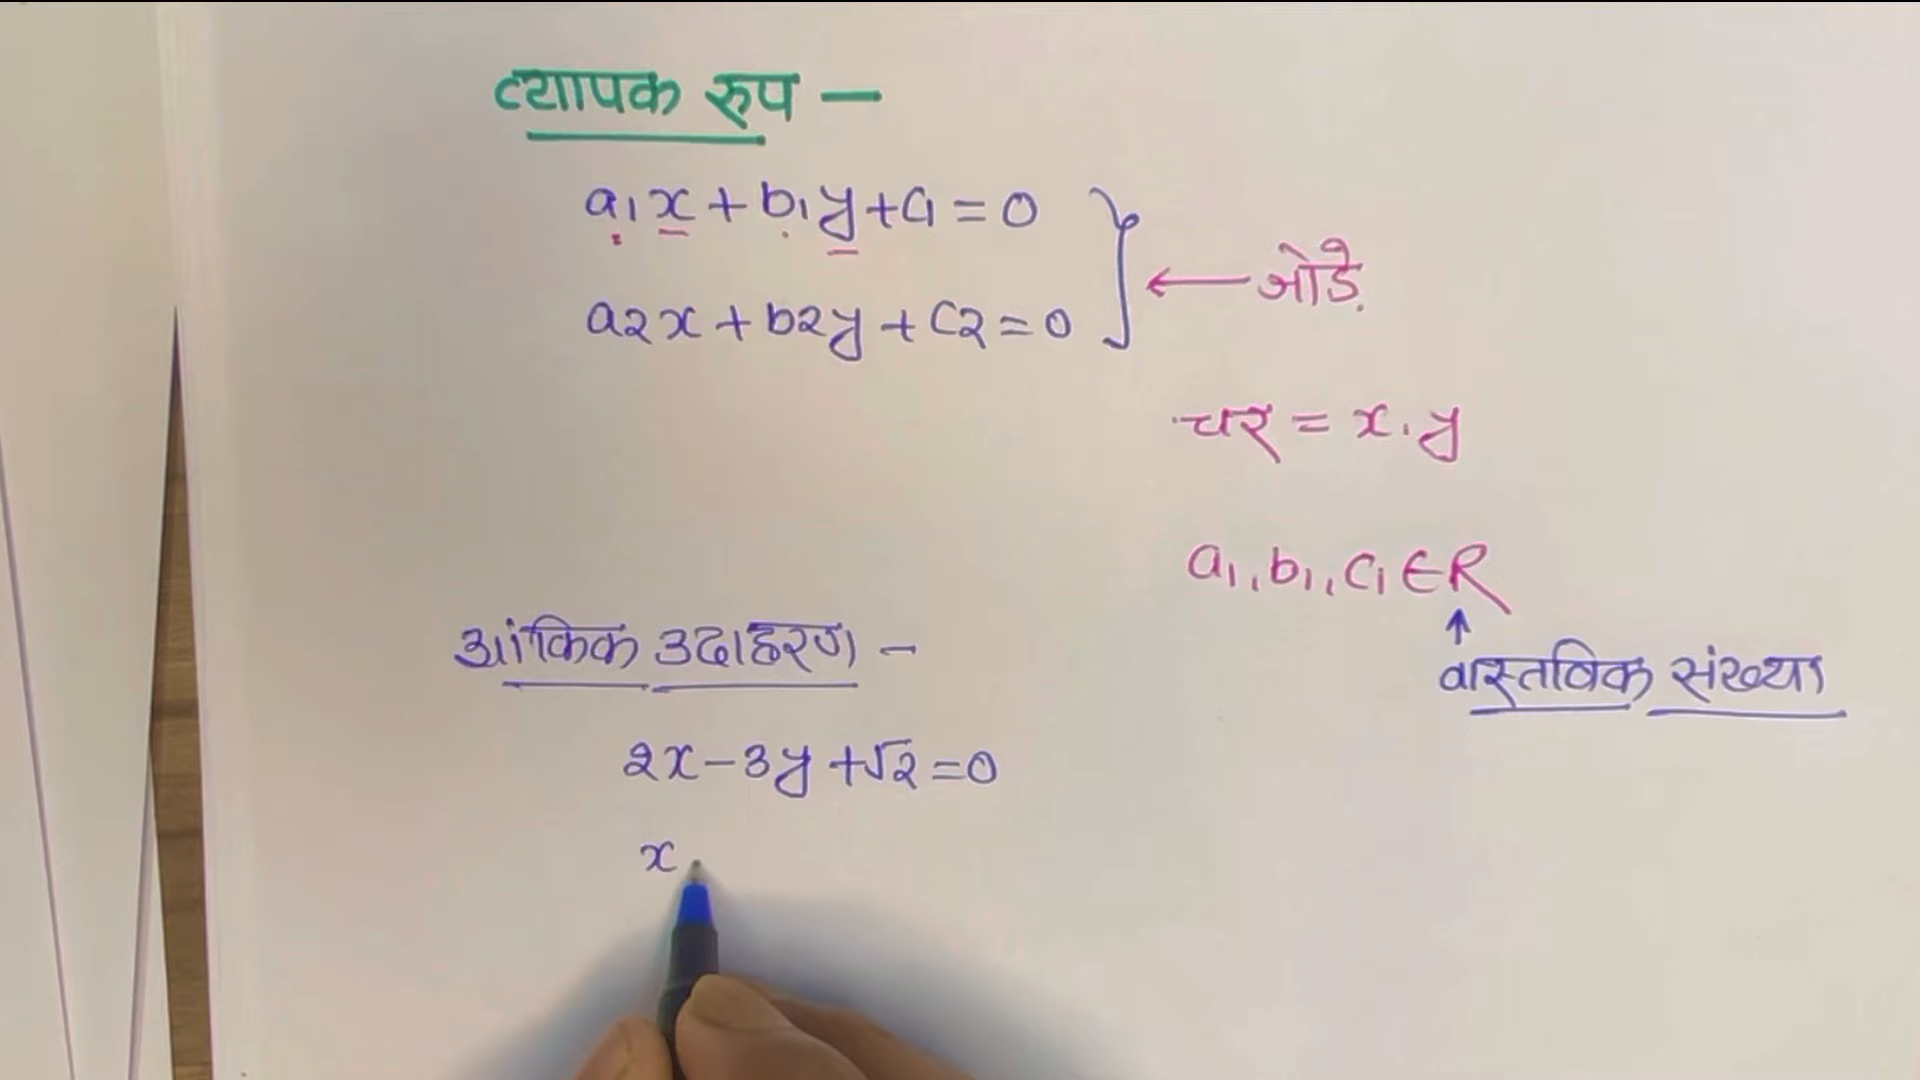 व्यापक रुप —
a₁x + b₁y + c₁ = 0
a2x + b2y + c2 = 0
← जोडे.
चर = x, y
a₁, b₁, c₁ ∈ R
↑
वास्तविक संख्या
आंकिक उदाहरण -
2x - 3y + √2 = 0
x